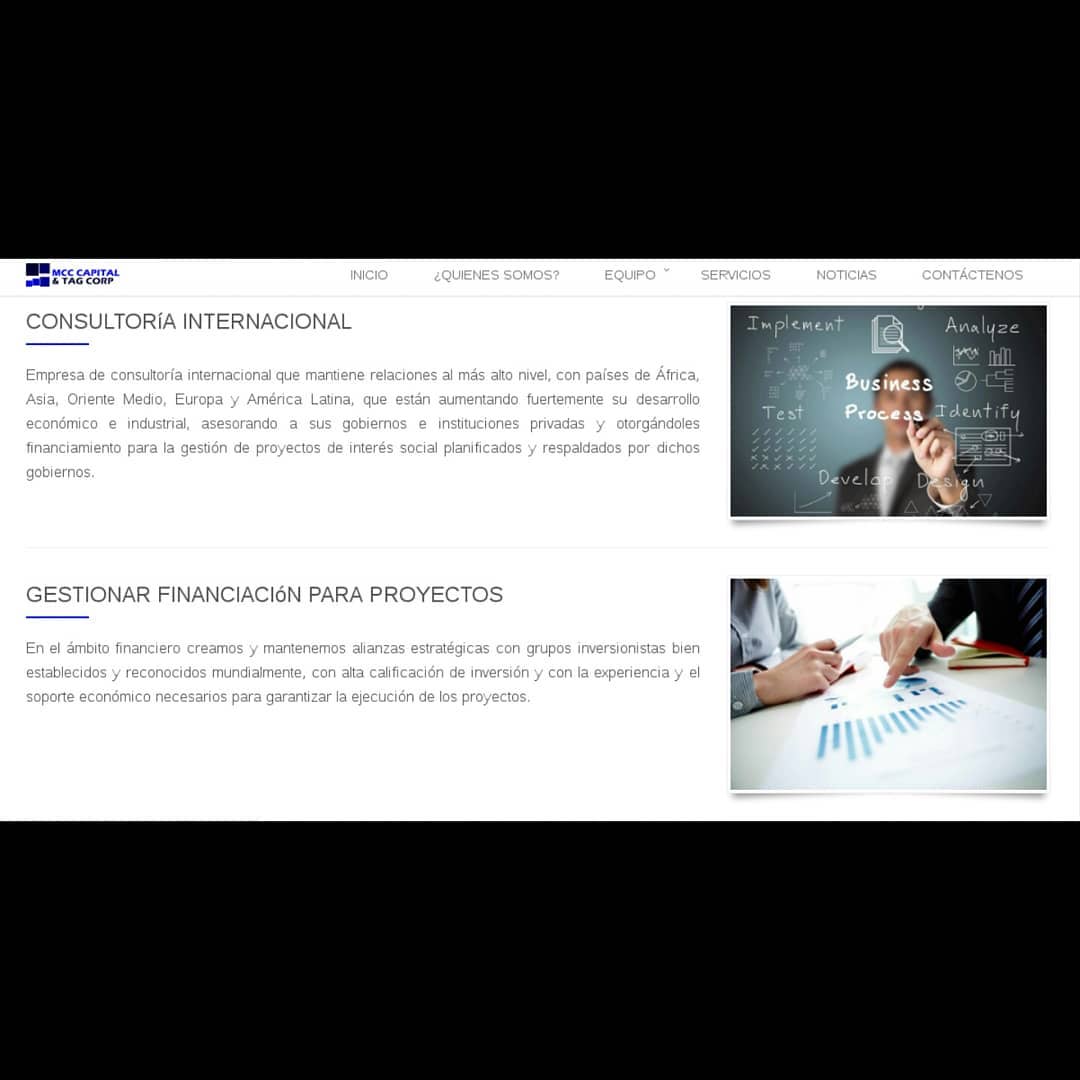 MCC CAPITAL
& TAG CORP
INICIO
¿QUIENES SOMOS?
EQUIPO
SERVICIOS
NOTICIAS
CONTÁCTENOS
CONSULTORíA INTERNACIONAL
Empresa de consultoría internacional que mantiene relaciones al más alto nivel, con países de África,
Asia, Oriente Medio, Europa y América Latina, que están aumentando fuertemente su desarrollo
económico e industrial, asesorando a sus gobiernos e instituciones privadas y otorgándoles
financiamiento para la gestión de proyectos de interés social planificados y respaldados por dichos
gobiernos.
Implement
Analyze
Business
Process
Test
Identify
Develop
Design
GESTIONAR FINANCIACIóN PARA PROYECTOS
En el ámbito financiero creamos y mantenemos alianzas estratégicas con grupos inversionistas bien
establecidos y reconocidos mundialmente, con alta calificación de inversión y con la experiencia y el
soporte económico necesarios para garantizar la ejecución de los proyectos.